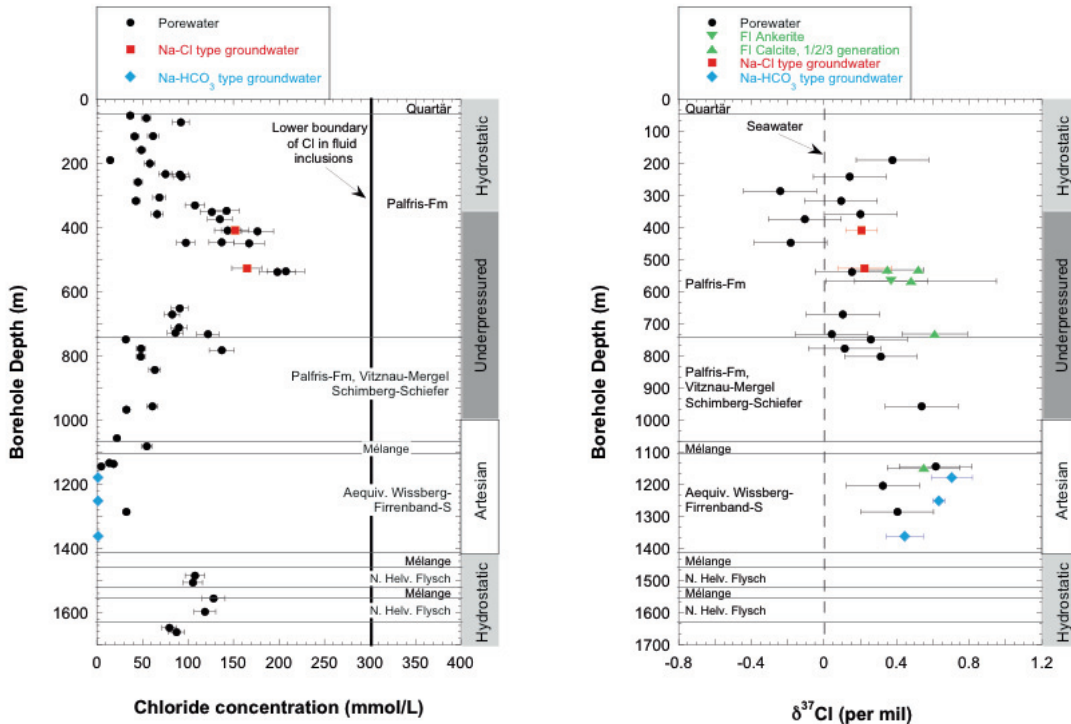 Porewater
Na-Cl type groundwater
Na-HCO3 type groundwater
0
200
400
600
800
1000
1200
1400
1600
Borehole Depth (m)
Quartär
Lower boundary
of Cl in fluid
inclusions
Palfris-Fm
Palfris-Fm, Vitznau-Mergel
Schimberg-Schiefer
Mélange
Aequiv. Wissberg-
Firrenband-S
Mélange
N. Helv. Flysch
Mélange
N. Helv. Flysch
Hydrostatic
Underpressured
Artesian
Hydrostatic
0 50 100 150 200 250 300 350 400
Chloride concentration (mmol/L)
Porewater
FI Ankerite
FI Calcite, 1/2/3 generation
Na-Cl type groundwater
Na-HCO3 type groundwater
0
100
200
300
400
500
600
700
800
900
1000
1100
1200
1300
1400
1500
1600
1700
Borehole Depth (m)
Quartär
Seawater
Palfris-Fm
Palfris-Fm,
Vitznau-Mergel
Schimberg-Schiefer
Mélange
Aequiv. Wissberg-
Firrenband-S
Mélange
N. Helv. Flysch
Mélange
N. Helv. Flysch
Hydrostatic
Underpressured
Artesian
Hydrostatic
-0.8 -0.4 0 0.4 0.8 1.2
δ37Cl (per mil)